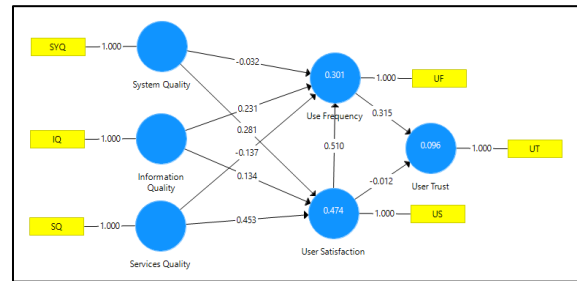 SYQ
1.000
System Quality
-0.032
0.301
1.000
UF
Use Frequency
0.231
0.281
0.315
IQ
1.000
Information
Quality
-0.137
0.134
0.510
0.096
1.000
UT
User Trust
-0.012
SQ
1.000
Services Quality
0.453
0.474
1.000
US
User Satisfaction